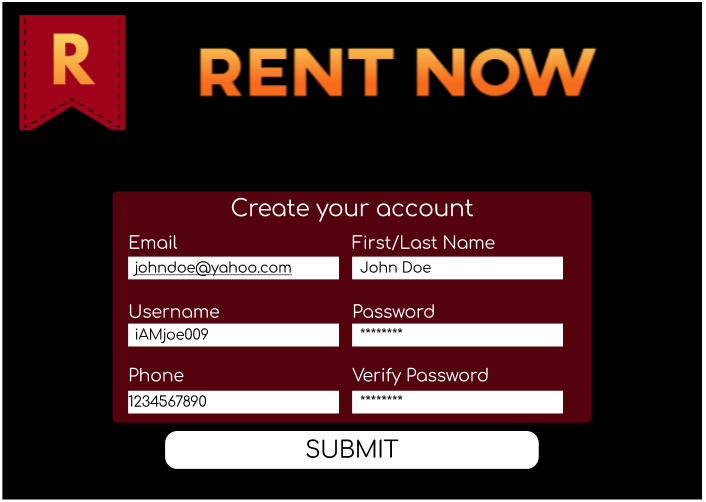 R
RENT NOW
Create your account
Email
First/Last Name
johndoe@yahoo.com
John Doe
Username
Password
iAMjoe009
********
Phone
Verify Password
1234567890
********
SUBMIT